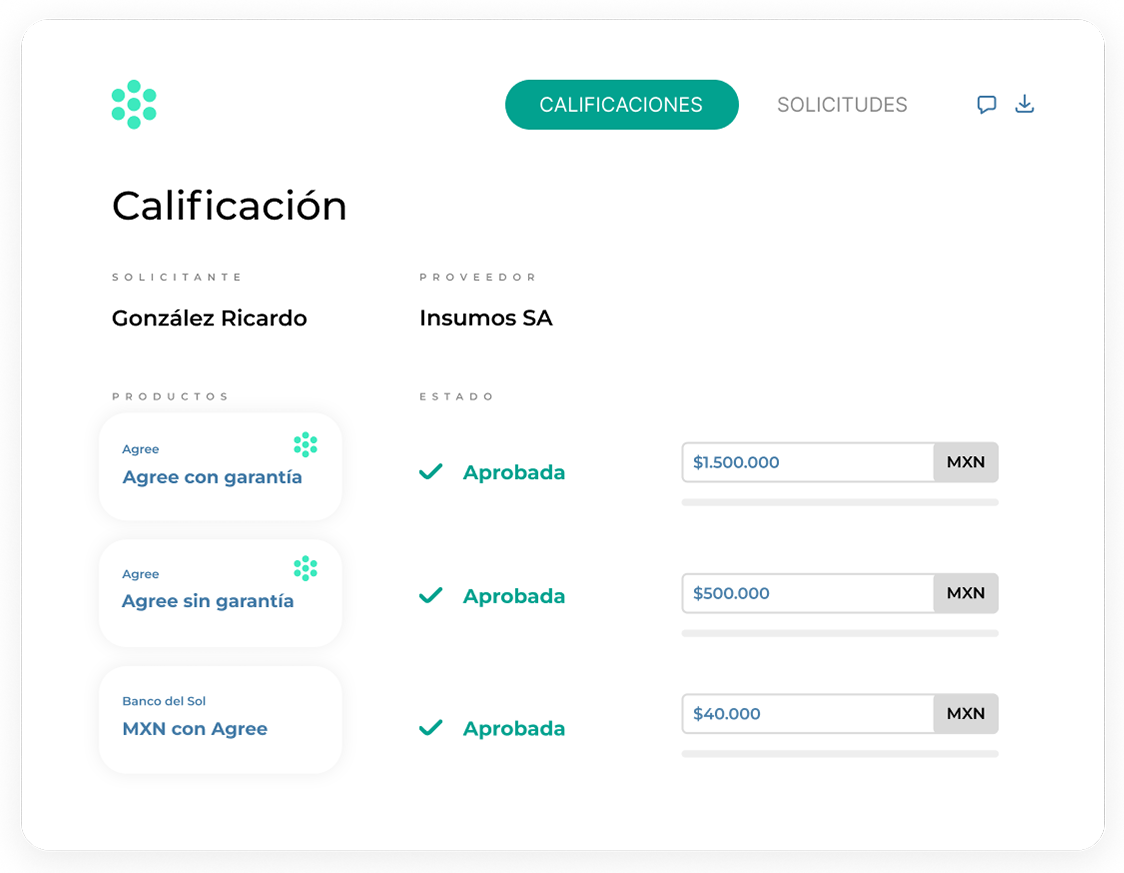 CALIFICACIONES
SOLICITUDES
Calificación
SOLICITANTE
PROVEEDOR
González Ricardo
Insumos SA
PRODUCTOS
ESTADO
Agree
Agree con garantía
Aprobada
$1.500.000
MXN
Agree
Agree sin garantía
Aprobada
$500.000
MXN
Banco del Sol
MXN con Agree
Aprobada
$40.000
MXN